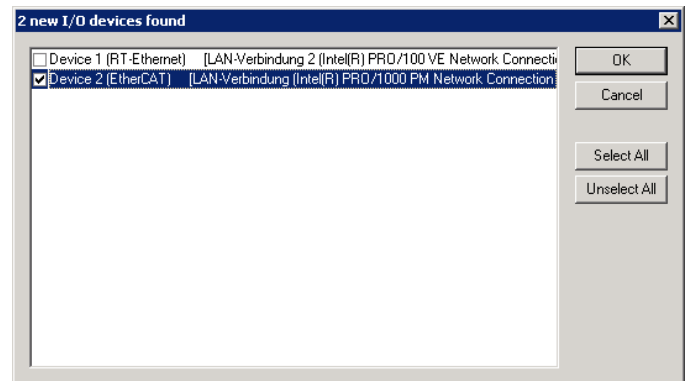 2 new I/O devices found
Device 1 (RT-Ethernet) [LAN-Verbindung 2 (Intel(R) PRO/100 VE Network Connecti
Device 2 (EtherCAT) [LAN-Verbindung (Intel(R) PRO/1000 PM Network Connection
OK
Cancel
Select All
Unselect All